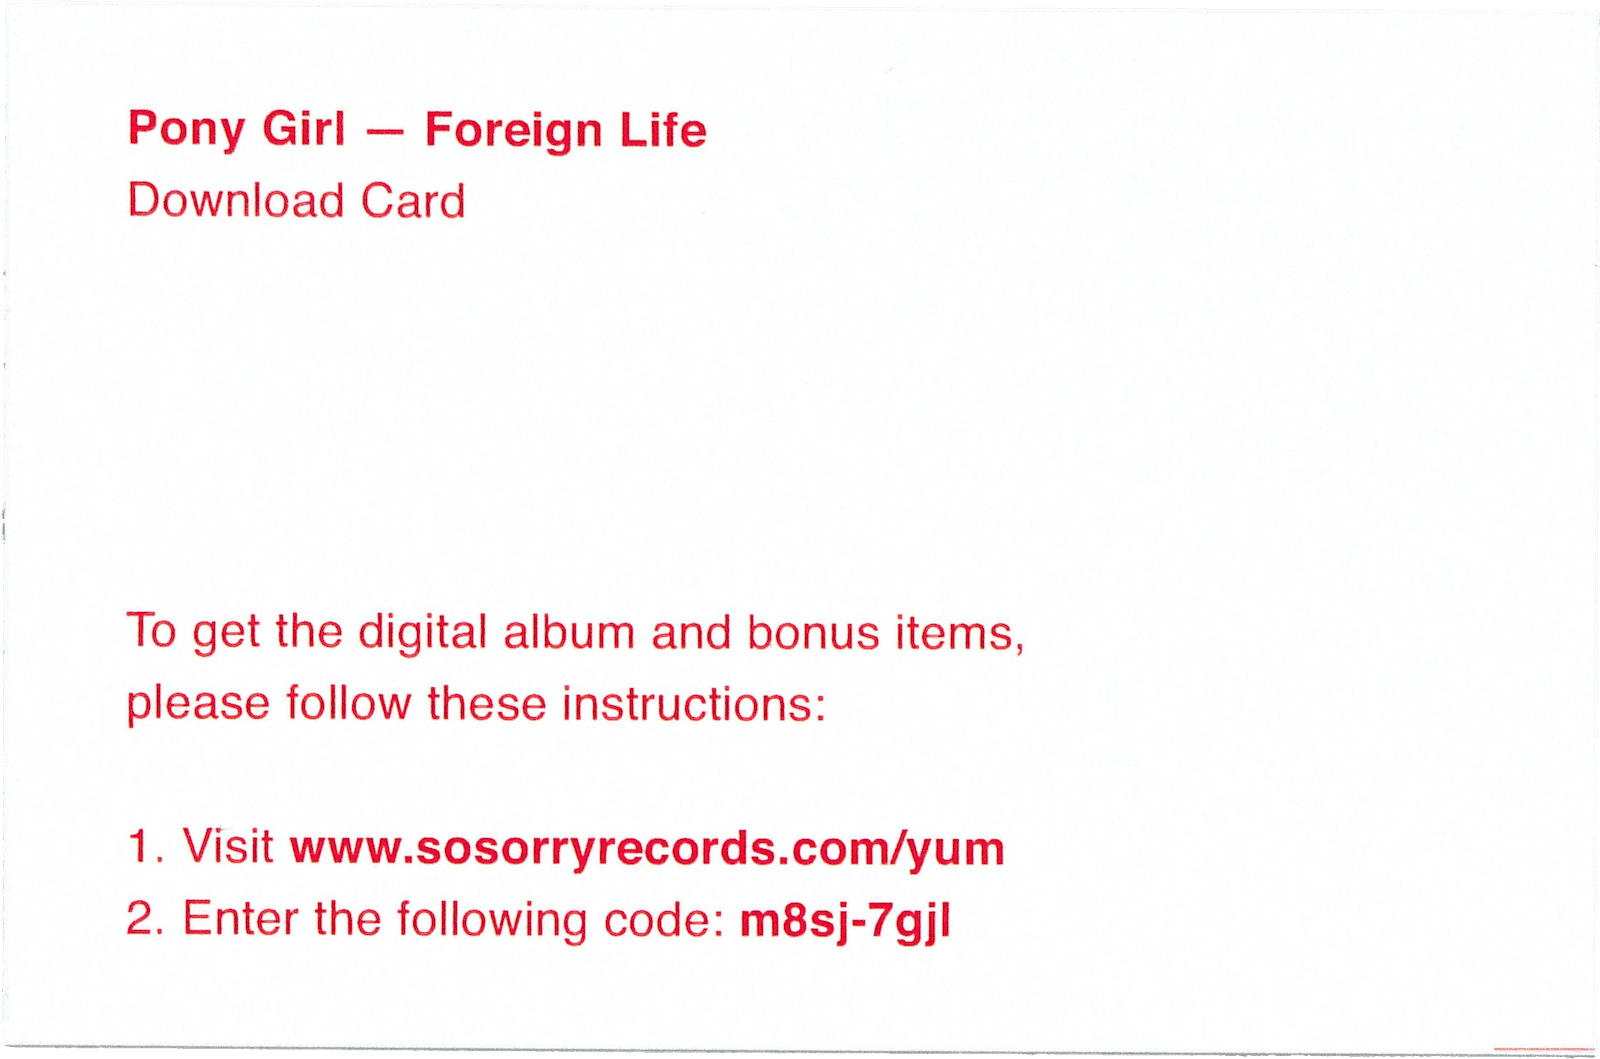 Pony Girl — Foreign Life
Download Card
To get the digital album and bonus items,
please follow these instructions:
1. Visit www.sosorryrecords.com/yum
2. Enter the following code: m8sj-7gjl